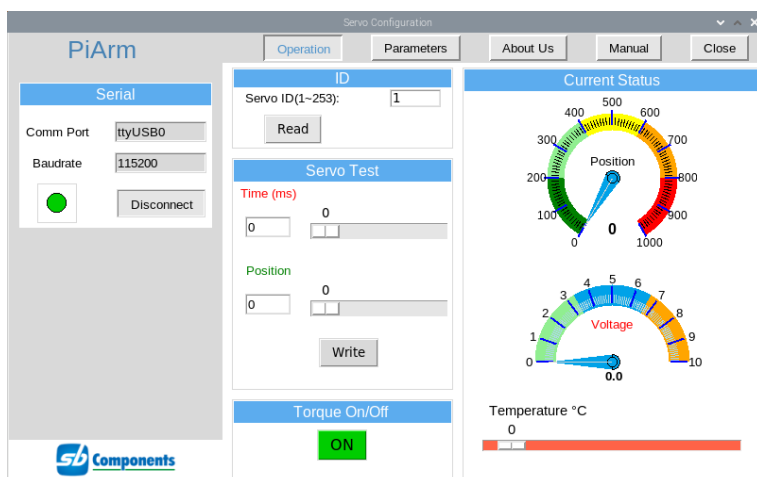 Servo Configuration
PiArm
Operation Parameters About Us Manual Close
Serial
Comm Port ttyUSB0
Baudrate 115200
Disconnect
ID
Servo ID(1~253): 1
Read
Servo Test
Time (ms)
0
0
Position
0
0
Write
Torque On/Off
ON
Current Status
0 100 200 300 400 500 600 700 800 900 1000
Position
0
0 1 2 3 4 5 6 7 8 9 10
Voltage
0.0
Temperature °C
0
sb Components